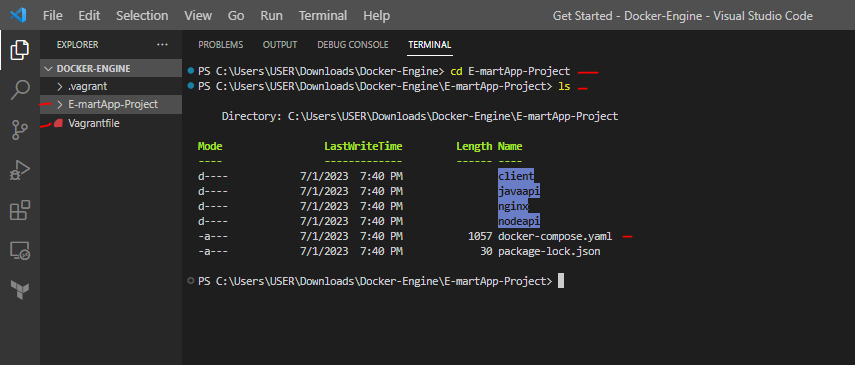 File Edit Selection View Go Run Terminal Help Get Started - Docker-Engine - Visual Studio Code
EXPLORER ···
DOCKER-ENGINE
.vagrant
E-martApp-Project
Vagrantfile
PROBLEMS OUTPUT DEBUG CONSOLE TERMINAL
PS C:\Users\USER\Downloads\Docker-Engine> cd E-martApp-Project
PS C:\Users\USER\Downloads\Docker-Engine\E-martApp-Project> ls
Directory: C:\Users\USER\Downloads\Docker-Engine\E-martApp-Project
Mode LastWriteTime Length Name
---- ------------- ------ ----
d---- 7/1/2023 7:40 PM client
d---- 7/1/2023 7:40 PM javaapi
d---- 7/1/2023 7:40 PM nginx
d---- 7/1/2023 7:40 PM nodeapi
-a--- 7/1/2023 7:40 PM 1057 docker-compose.yaml
-a--- 7/1/2023 7:40 PM 30 package-lock.json
PS C:\Users\USER\Downloads\Docker-Engine\E-martApp-Project>